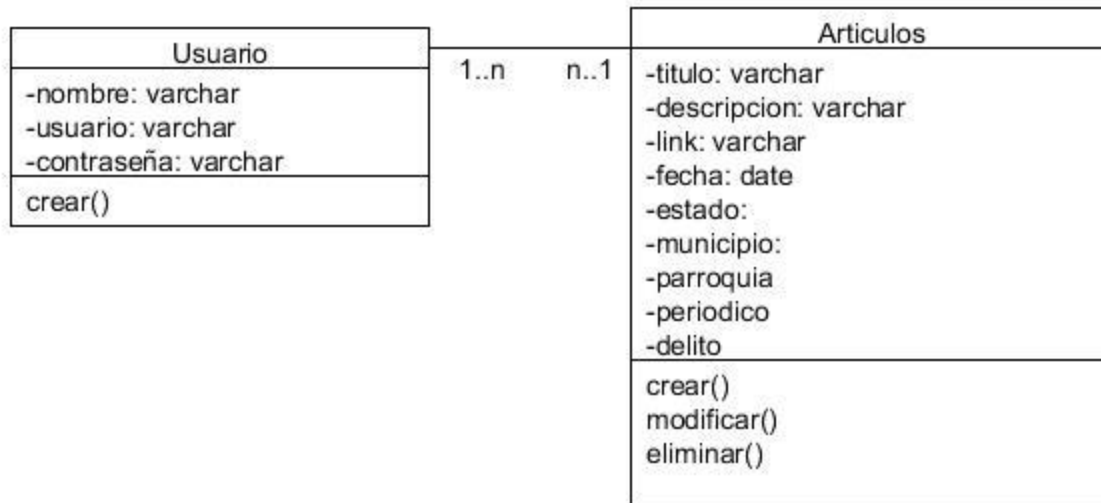 Usuario
-nombre: varchar
-usuario: varchar
-contraseña: varchar
crear()
1..n
n..1
Articulos
-titulo: varchar
-descripcion: varchar
-link: varchar
-fecha: date
-estado:
-municipio:
-parroquia
-periodico
-delito
crear()
modificar()
eliminar()